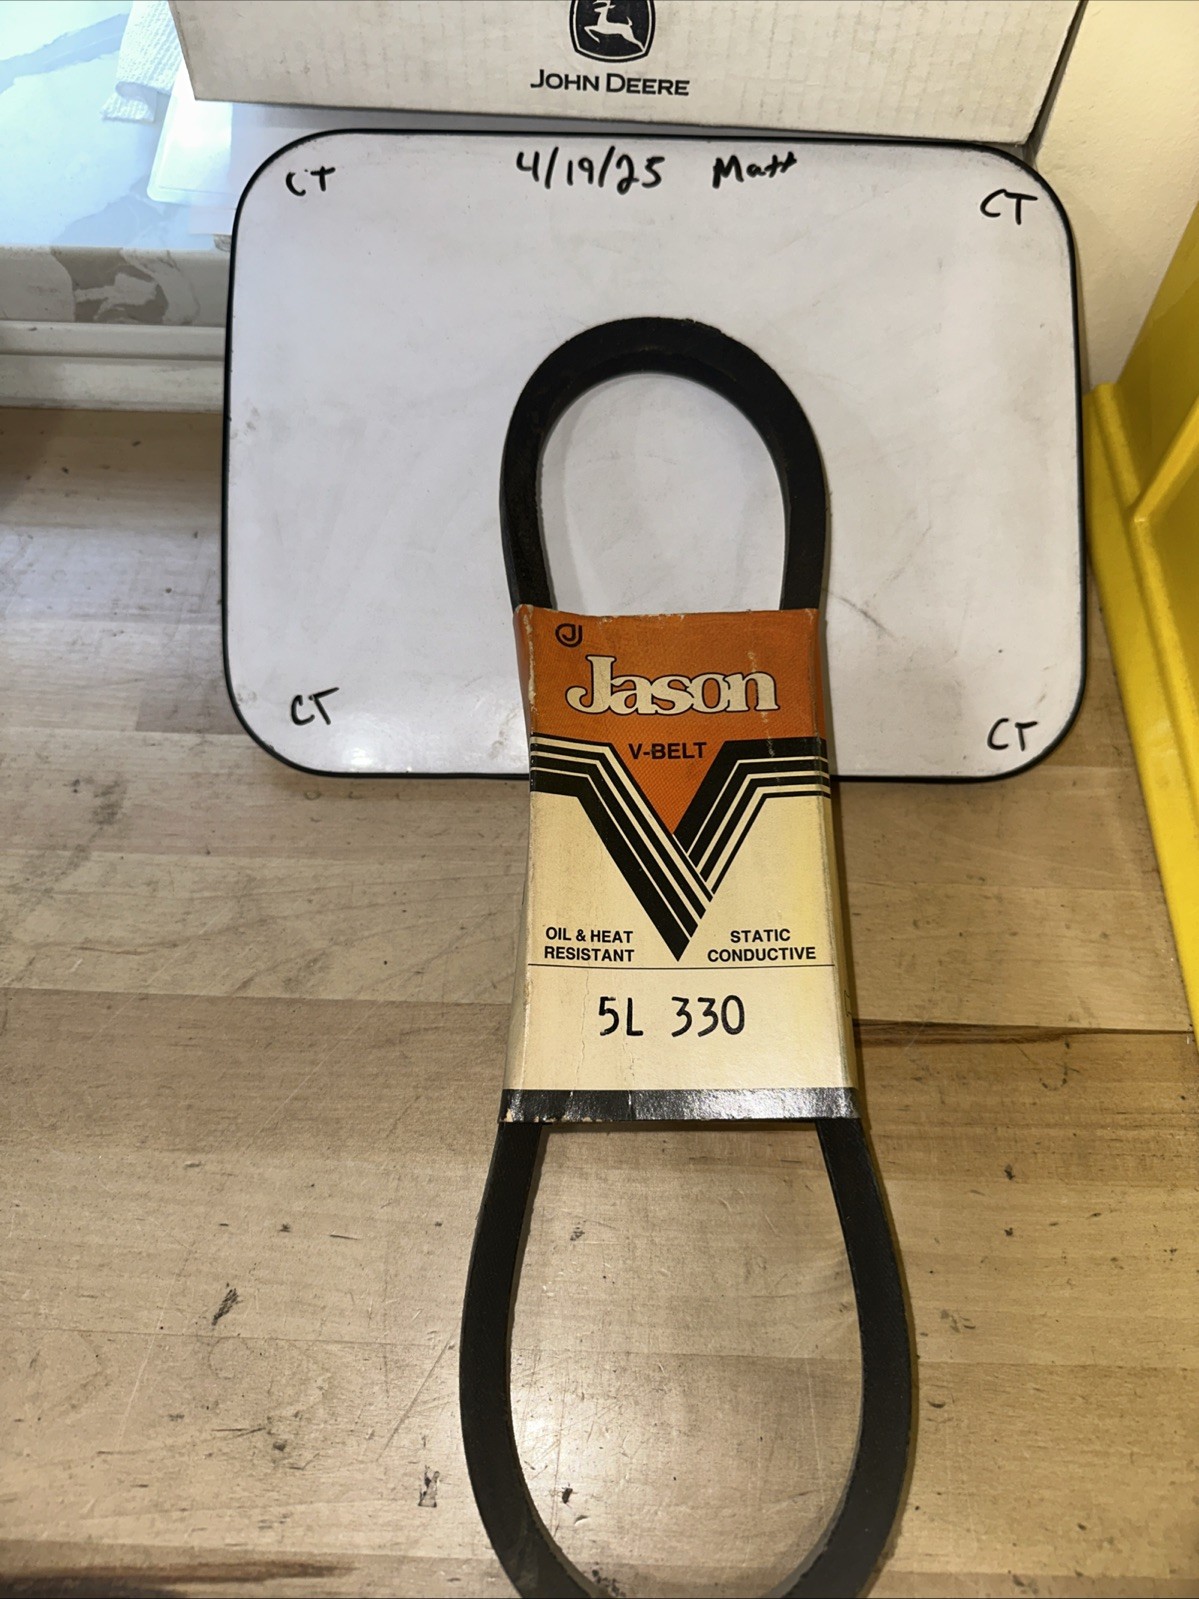 JOHN DEERE
CT 4/19/25 Matt CT
CT CT
J Jason
V-BELT
OIL & HEAT
RESISTANT
STATIC
CONDUCTIVE
5L 330